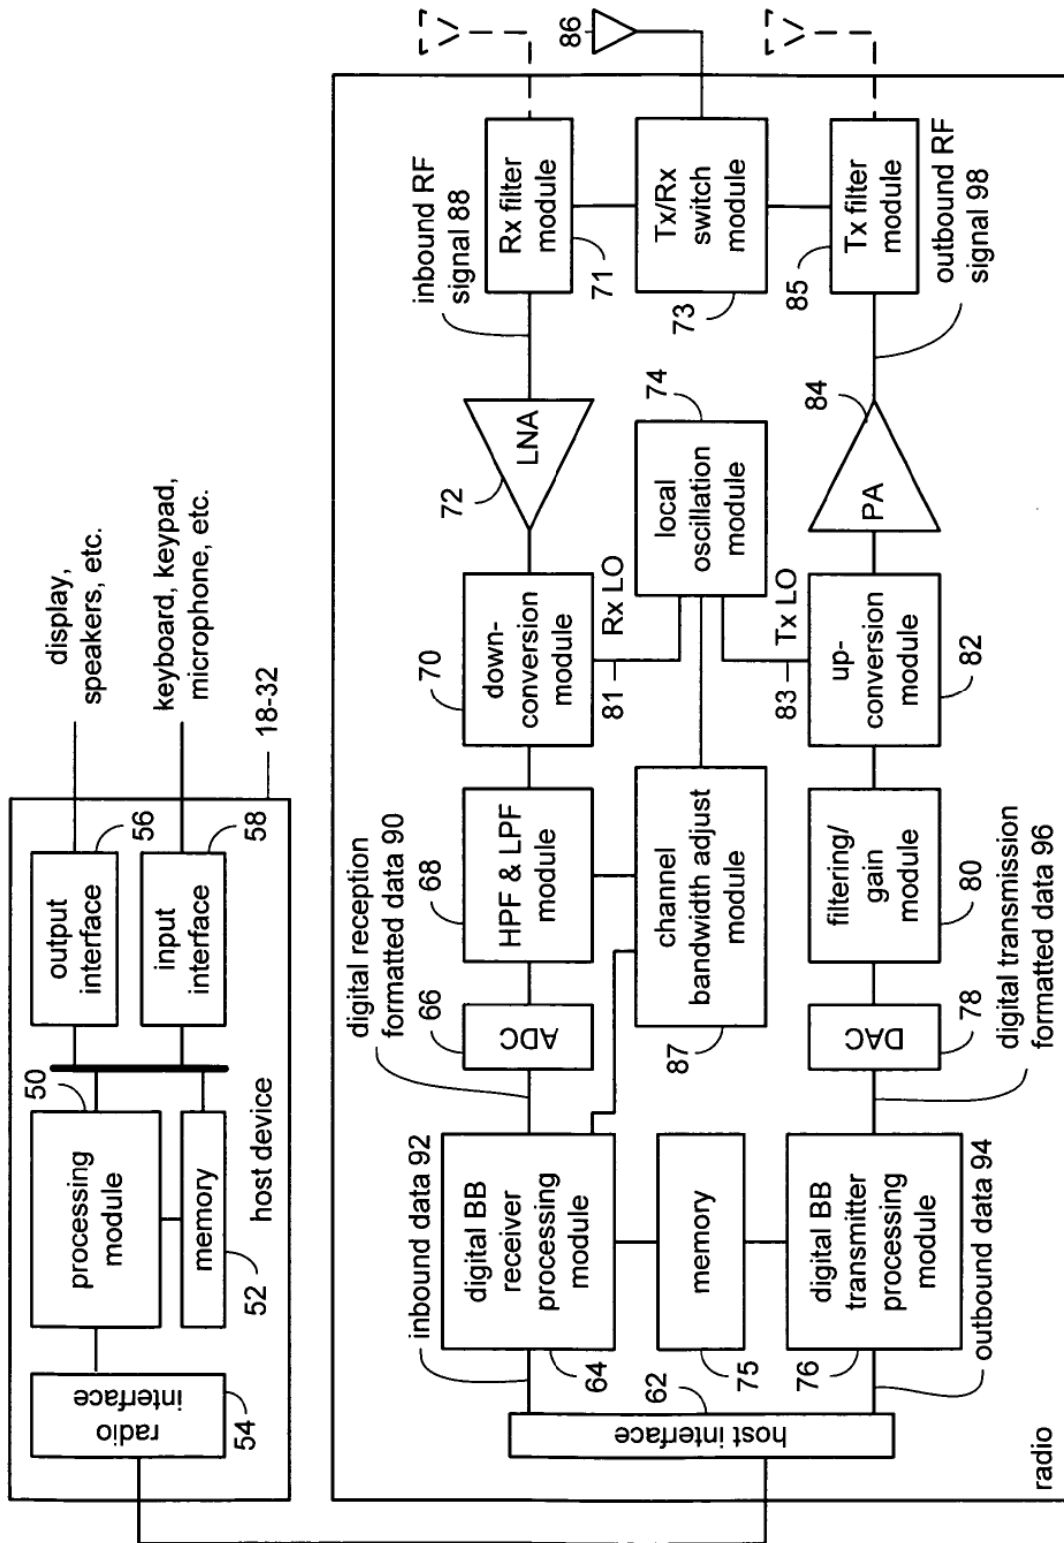 display,
speakers, etc.
keyboard, keypad,
microphone, etc.
18-32
output
interface
56
input
interface
58
50
processing
module
memory
52
host device
radio
interface
54
86
Rx filter
module
71
inbound RF
signal 88
Tx/Rx
switch
module
73
Tx filter
module
85
outbound RF
signal 98
LNA
72
local
oscillation
module
74
PA
84
down-
conversion
module
70
Rx LO
81
Tx LO
83
up-
conversion
module
82
HPF & LPF
module
68
channel
bandwidth adjust
module
87
filtering/
gain
module
80
ADC
66
digital reception
formatted data 90
DAC
78
digital transmission
formatted data 96
inbound data 92
digital BB
receiver
processing
module
64
memory
75
digital BB
transmitter
processing
module
76
outbound data 94
host interface
62
radio